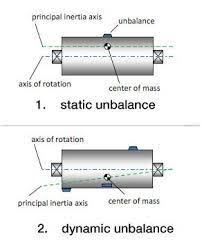 principal inertia axis
unbalance
axis of rotation
center of mass
1. static unbalance
axis of rotation
principal inertia axis
center of mass
2. dynamic unbalance